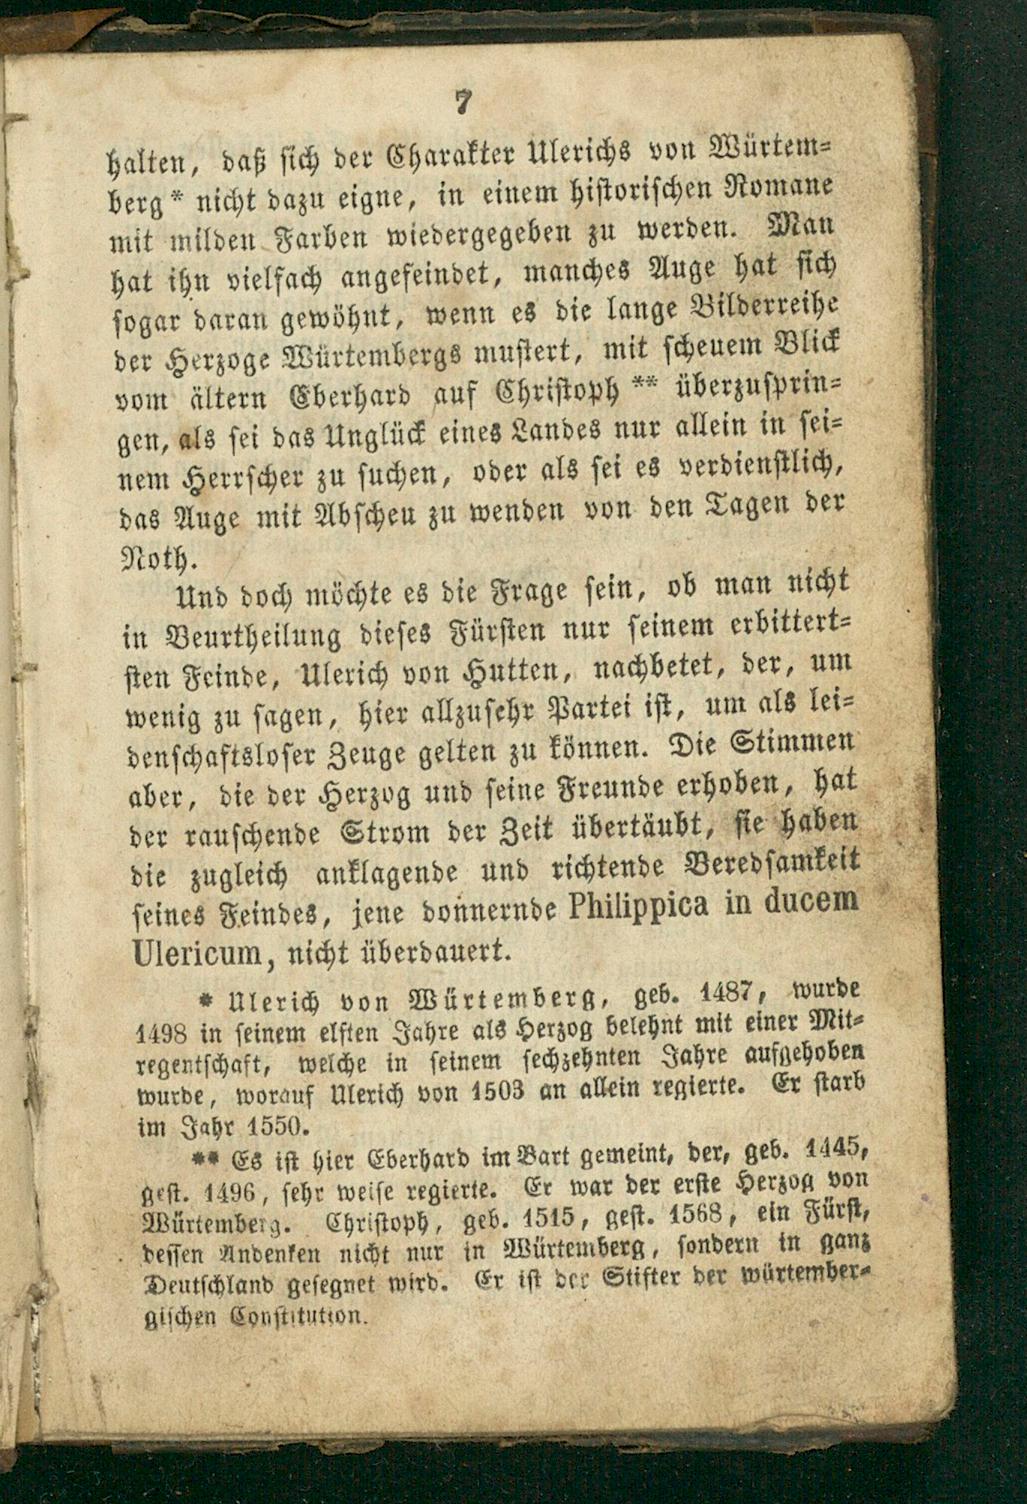 7
halten, daß sich der Charakter Ulerichs von Würtem-
berg * nicht dazu eigne, in einem historischen Romane
mit milden Farben wiedergegeben zu werden. Man
hat ihn vielfach angefeindet, manches Auge hat sich
sogar daran gewöhnt, wenn es die lange Bilderreihe
der Herzoge Würtembergs mustert, mit scheuem Blick
vom ältern Eberhard auf Christoph ** überzusprin-
gen, als sei das Unglück eines Landes nur allein in sei-
nem Herrscher zu suchen, oder als sei es verdienstlich,
das Auge mit Abscheu zu wenden von den Tagen der
Noth.
Und doch möchte es die Frage sein, ob man nicht
in Beurtheilung dieses Fürsten nur seinem erbittert-
sten Feinde, Ulerich von Hutten, nachbetet, der, um
wenig zu sagen, hier allzusehr Partei ist, um als lei-
denschaftsloser Zeuge gelten zu können. Die Stimmen
aber, die der Herzog und seine Freunde erhoben, hat
der rauschende Strom der Zeit übertäubt, sie haben
die zugleich anklagende und richtende Beredsamkeit
seines Feindes, jene donnernde Philippica in ducem
Ulericum, nicht überdauert.
* Ulerich von Würtemberg, geb. 1487, wurde
1498 in seinem elften Jahre als Herzog belehnt mit einer Mit-
regentschaft, welche in seinem sechzehnten Jahre aufgehoben
wurde, worauf Ulerich von 1503 an allein regierte. Er starb
im Jahr 1550.
** Es ist hier Eberhard im Bart gemeint, der, geb. 1445,
gest. 1496, sehr weise regierte. Er war der erste Herzog von
Würtemberg. Christoph, geb. 1515, gest. 1568, ein Fürst,
dessen Andenken nicht nur in Würtemberg, sondern in ganz
Deutschland gesegnet wird. Er ist der Stifter der würtember-
gischen Constitution.